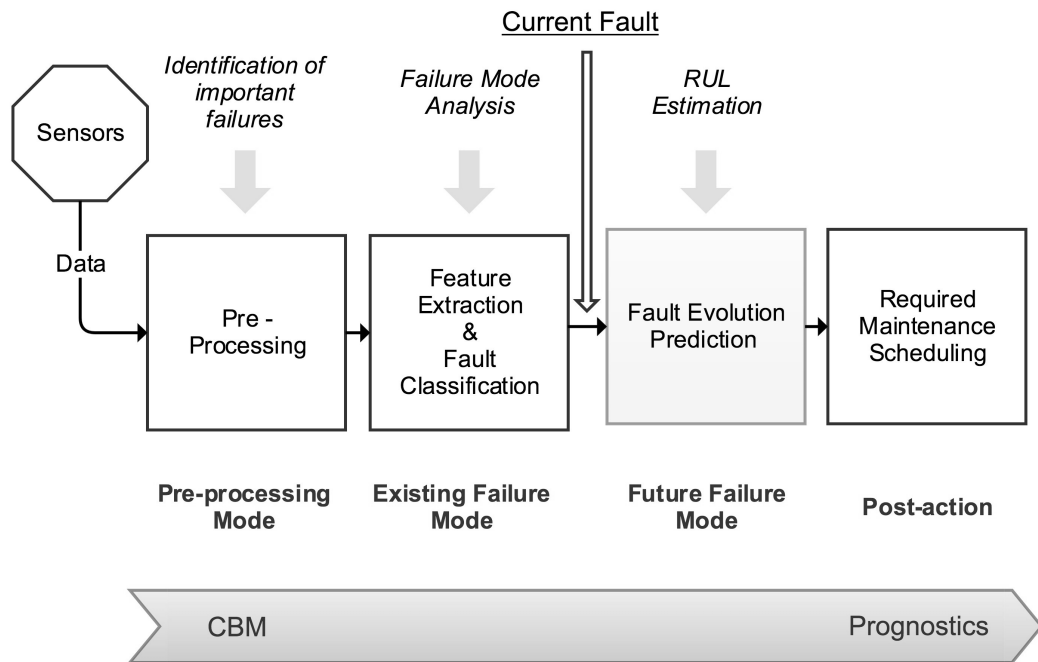 Current Fault
Identification of
important
failures
Failure Mode
Analysis
RUL
Estimation
Sensors
Data
Pre -
Processing
Feature
Extraction
&
Fault
Classification
Fault Evolution
Prediction
Required
Maintenance
Scheduling
Pre-processing
Mode
Existing Failure
Mode
Future Failure
Mode
Post-action
CBM
Prognostics